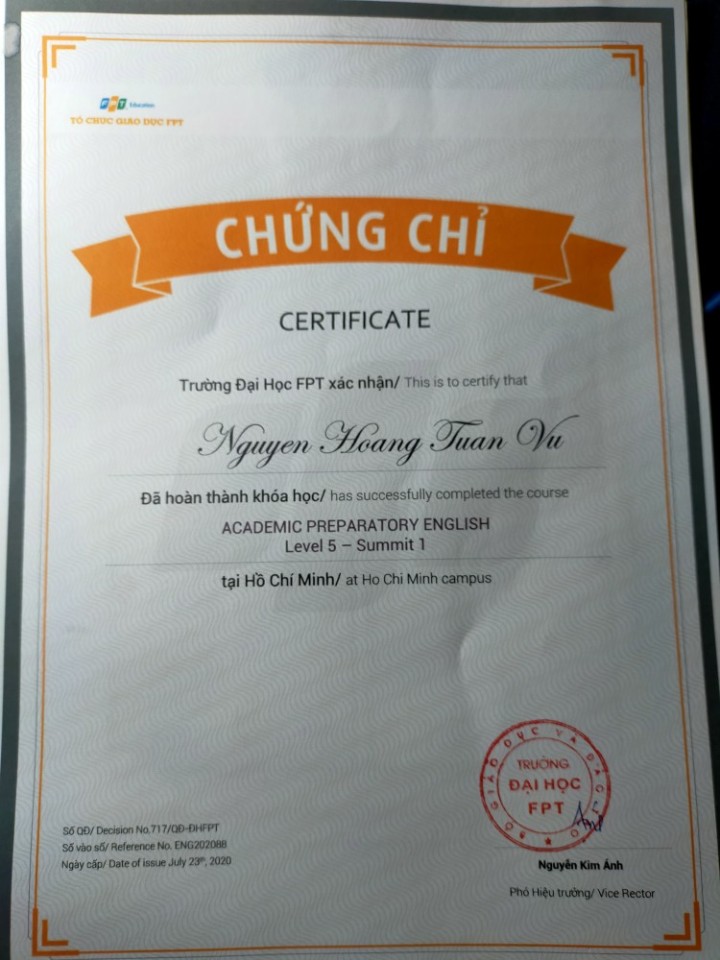 FPT Education
TỔ CHỨC GIÁO DỤC FPT
CHỨNG CHỈ
CERTIFICATE
Trường Đại Học FPT xác nhận/ This is to certify that
Nguyen Hoang Tuan Vu
Đã hoàn thành khóa học/ has successfully completed the course
ACADEMIC PREPARATORY ENGLISH
Level 5 – Summit 1
tại Hồ Chí Minh/ at Ho Chi Minh campus
BỘ GIÁO DỤC VÀ ĐÀO TẠO
TRƯỜNG
ĐẠI HỌC
FPT
Số QĐ/ Decision No.717/QĐ-ĐHFPT
Số vào sổ/ Reference No. ENG202088
Ngày cấp/ Date of issue July 23rd, 2020
Nguyễn Kim Ánh
Phó Hiệu trưởng/ Vice Rector